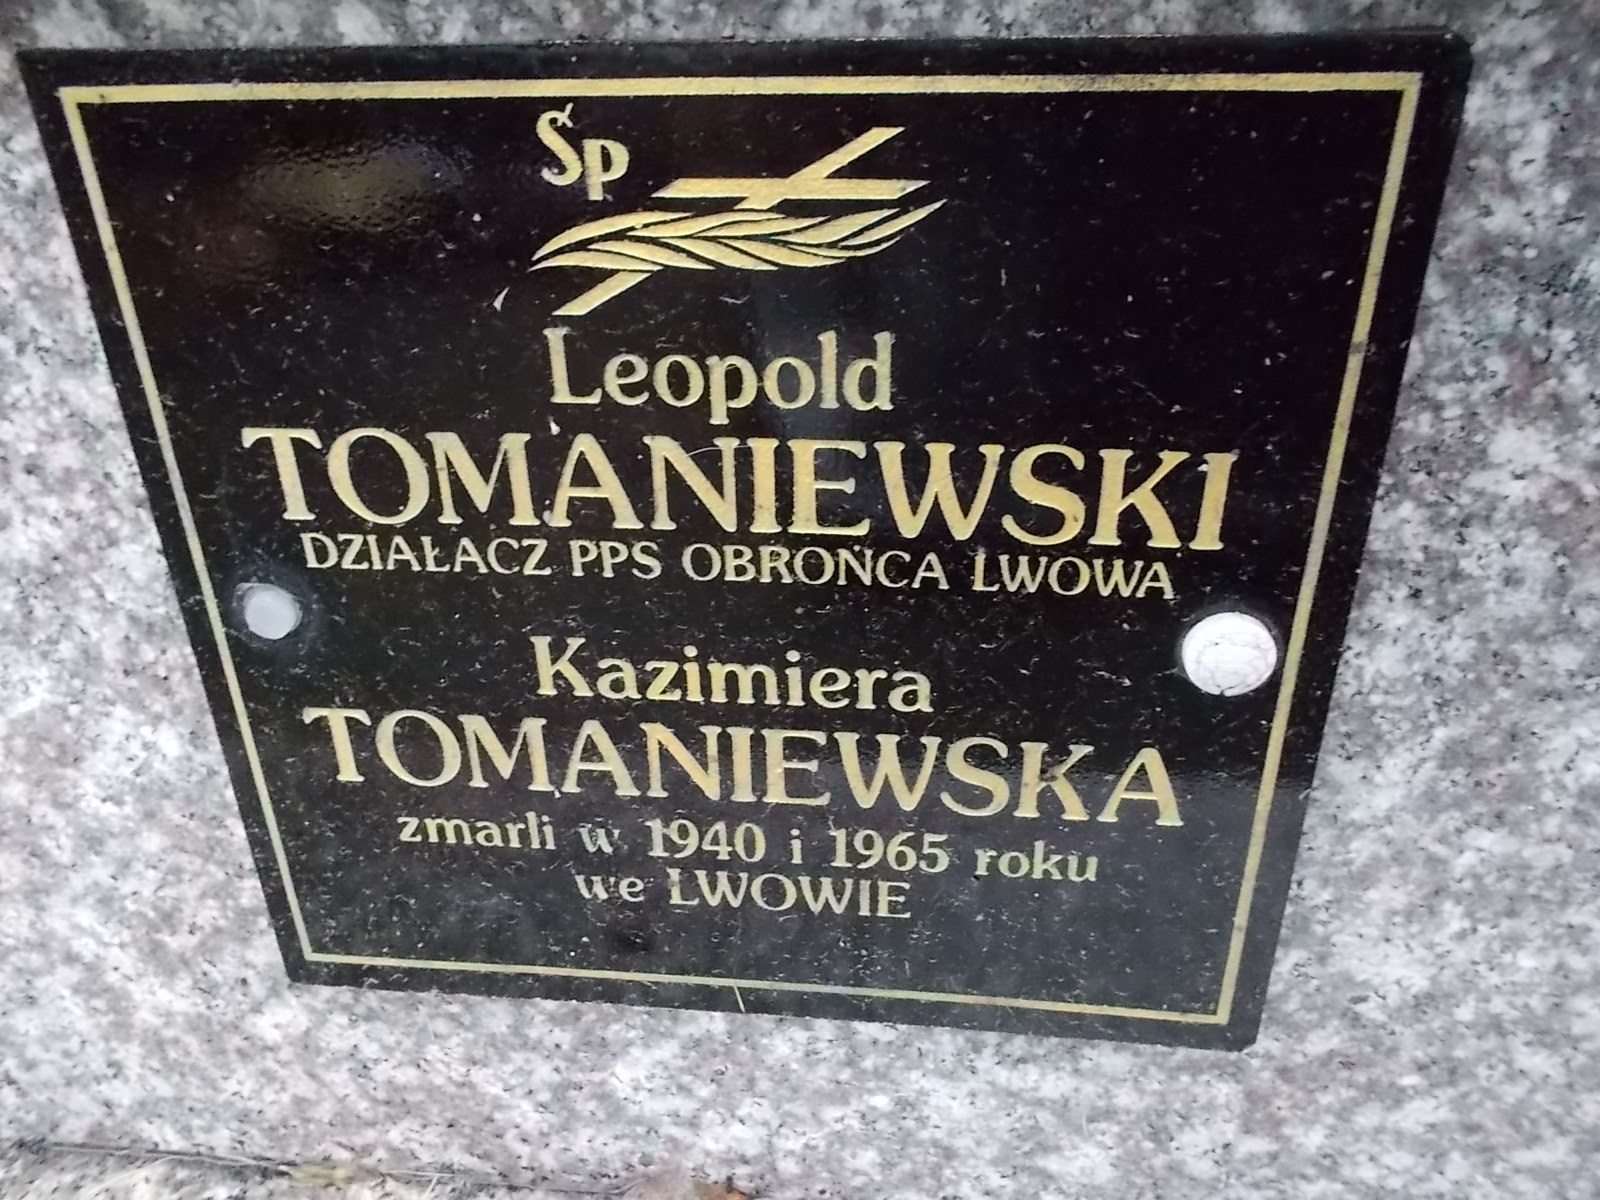 Śp
Leopold
TOMANIEWSKI
DZIAŁACZ PPS OBROŃCA LWOWA
Kazimiera
TOMANIEWSKA
zmarli w 1940 i 1965 roku
we LWOWIE